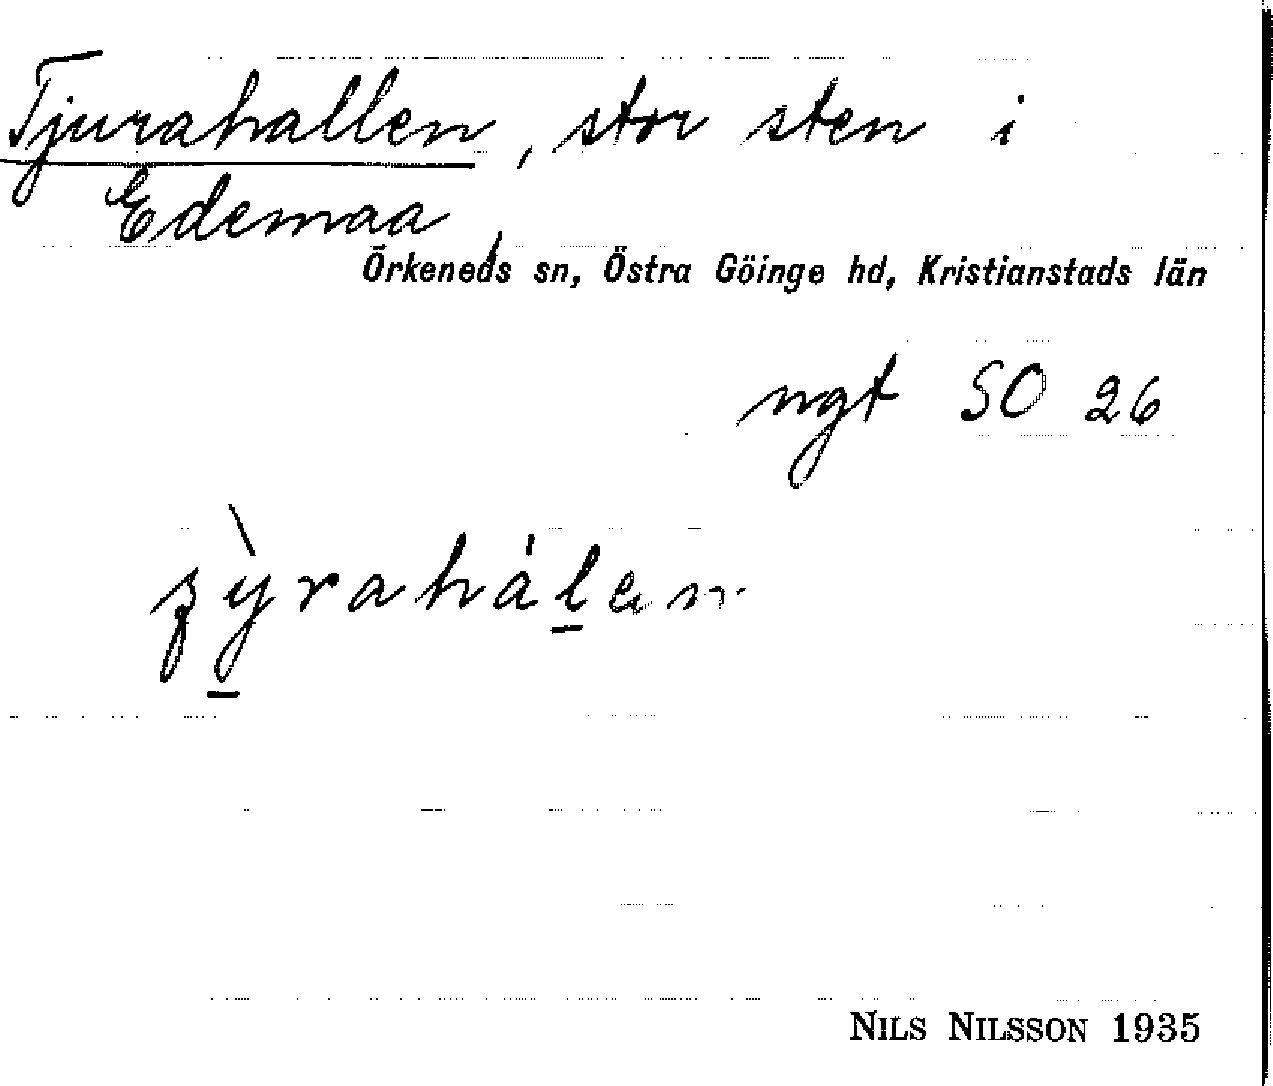 Tjurahallen, stor sten i
Edemaa,
Örkeneds sn, Östra Göinge hd, Kristianstads län
ngt SO 26
NILS NILSSON 1935